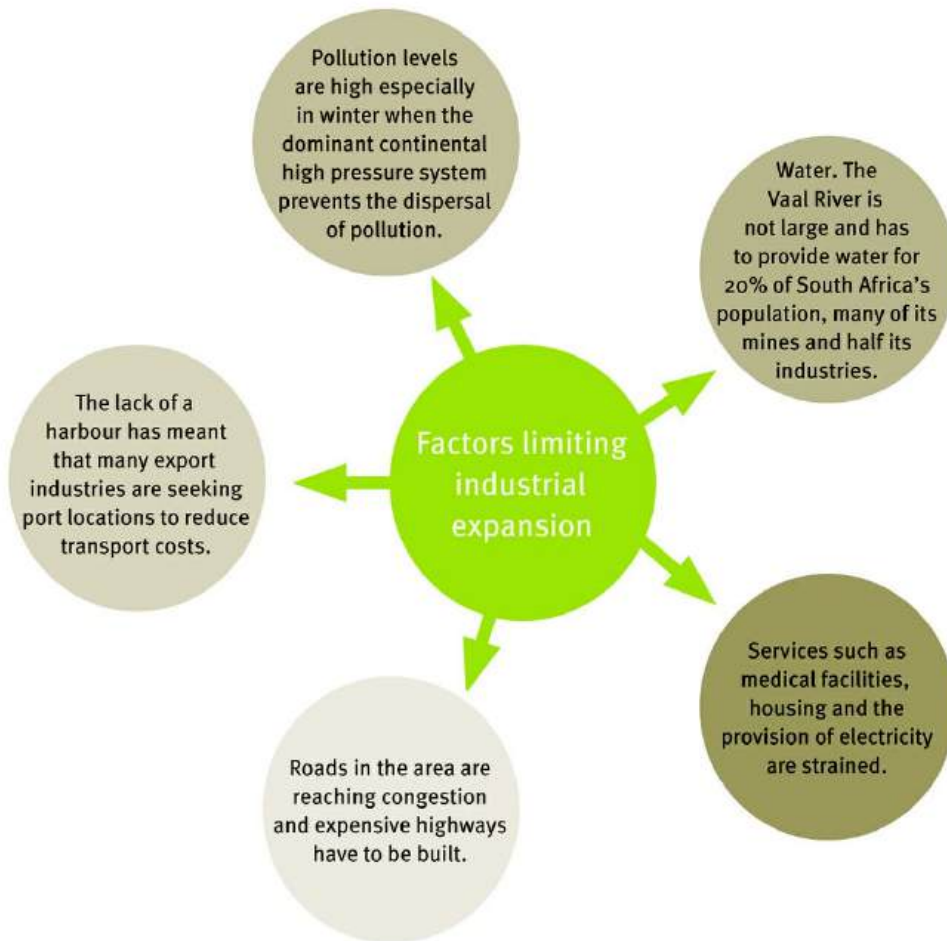 Pollution levels
are high especially
in winter when the
dominant continental
high pressure system
prevents the dispersal
of pollution.
Water. The
Vaal River is
not large and has
to provide water for
20% of South Africa's
population, many of its
mines and half its
industries.
The lack of a
harbour has meant
that many export
industries are seeking
port locations to reduce
transport costs.
Factors limiting
industrial
expansion
Services such as
medical facilities,
housing and the
provision of electricity
are strained.
Roads in the area are
reaching congestion
and expensive highways
have to be built.